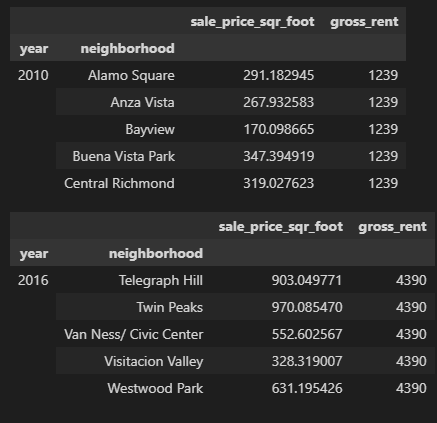 sale_price_sqr_foot gross_rent
year neighborhood
2010 Alamo Square 291.182945 1239
Anza Vista 267.932583 1239
Bayview 170.098665 1239
Buena Vista Park 347.394919 1239
Central Richmond 319.027623 1239
sale_price_sqr_foot gross_rent
year neighborhood
2016 Telegraph Hill 903.049771 4390
Twin Peaks 970.085470 4390
Van Ness/ Civic Center 552.602567 4390
Visitacion Valley 328.319007 4390
Westwood Park 631.195426 4390